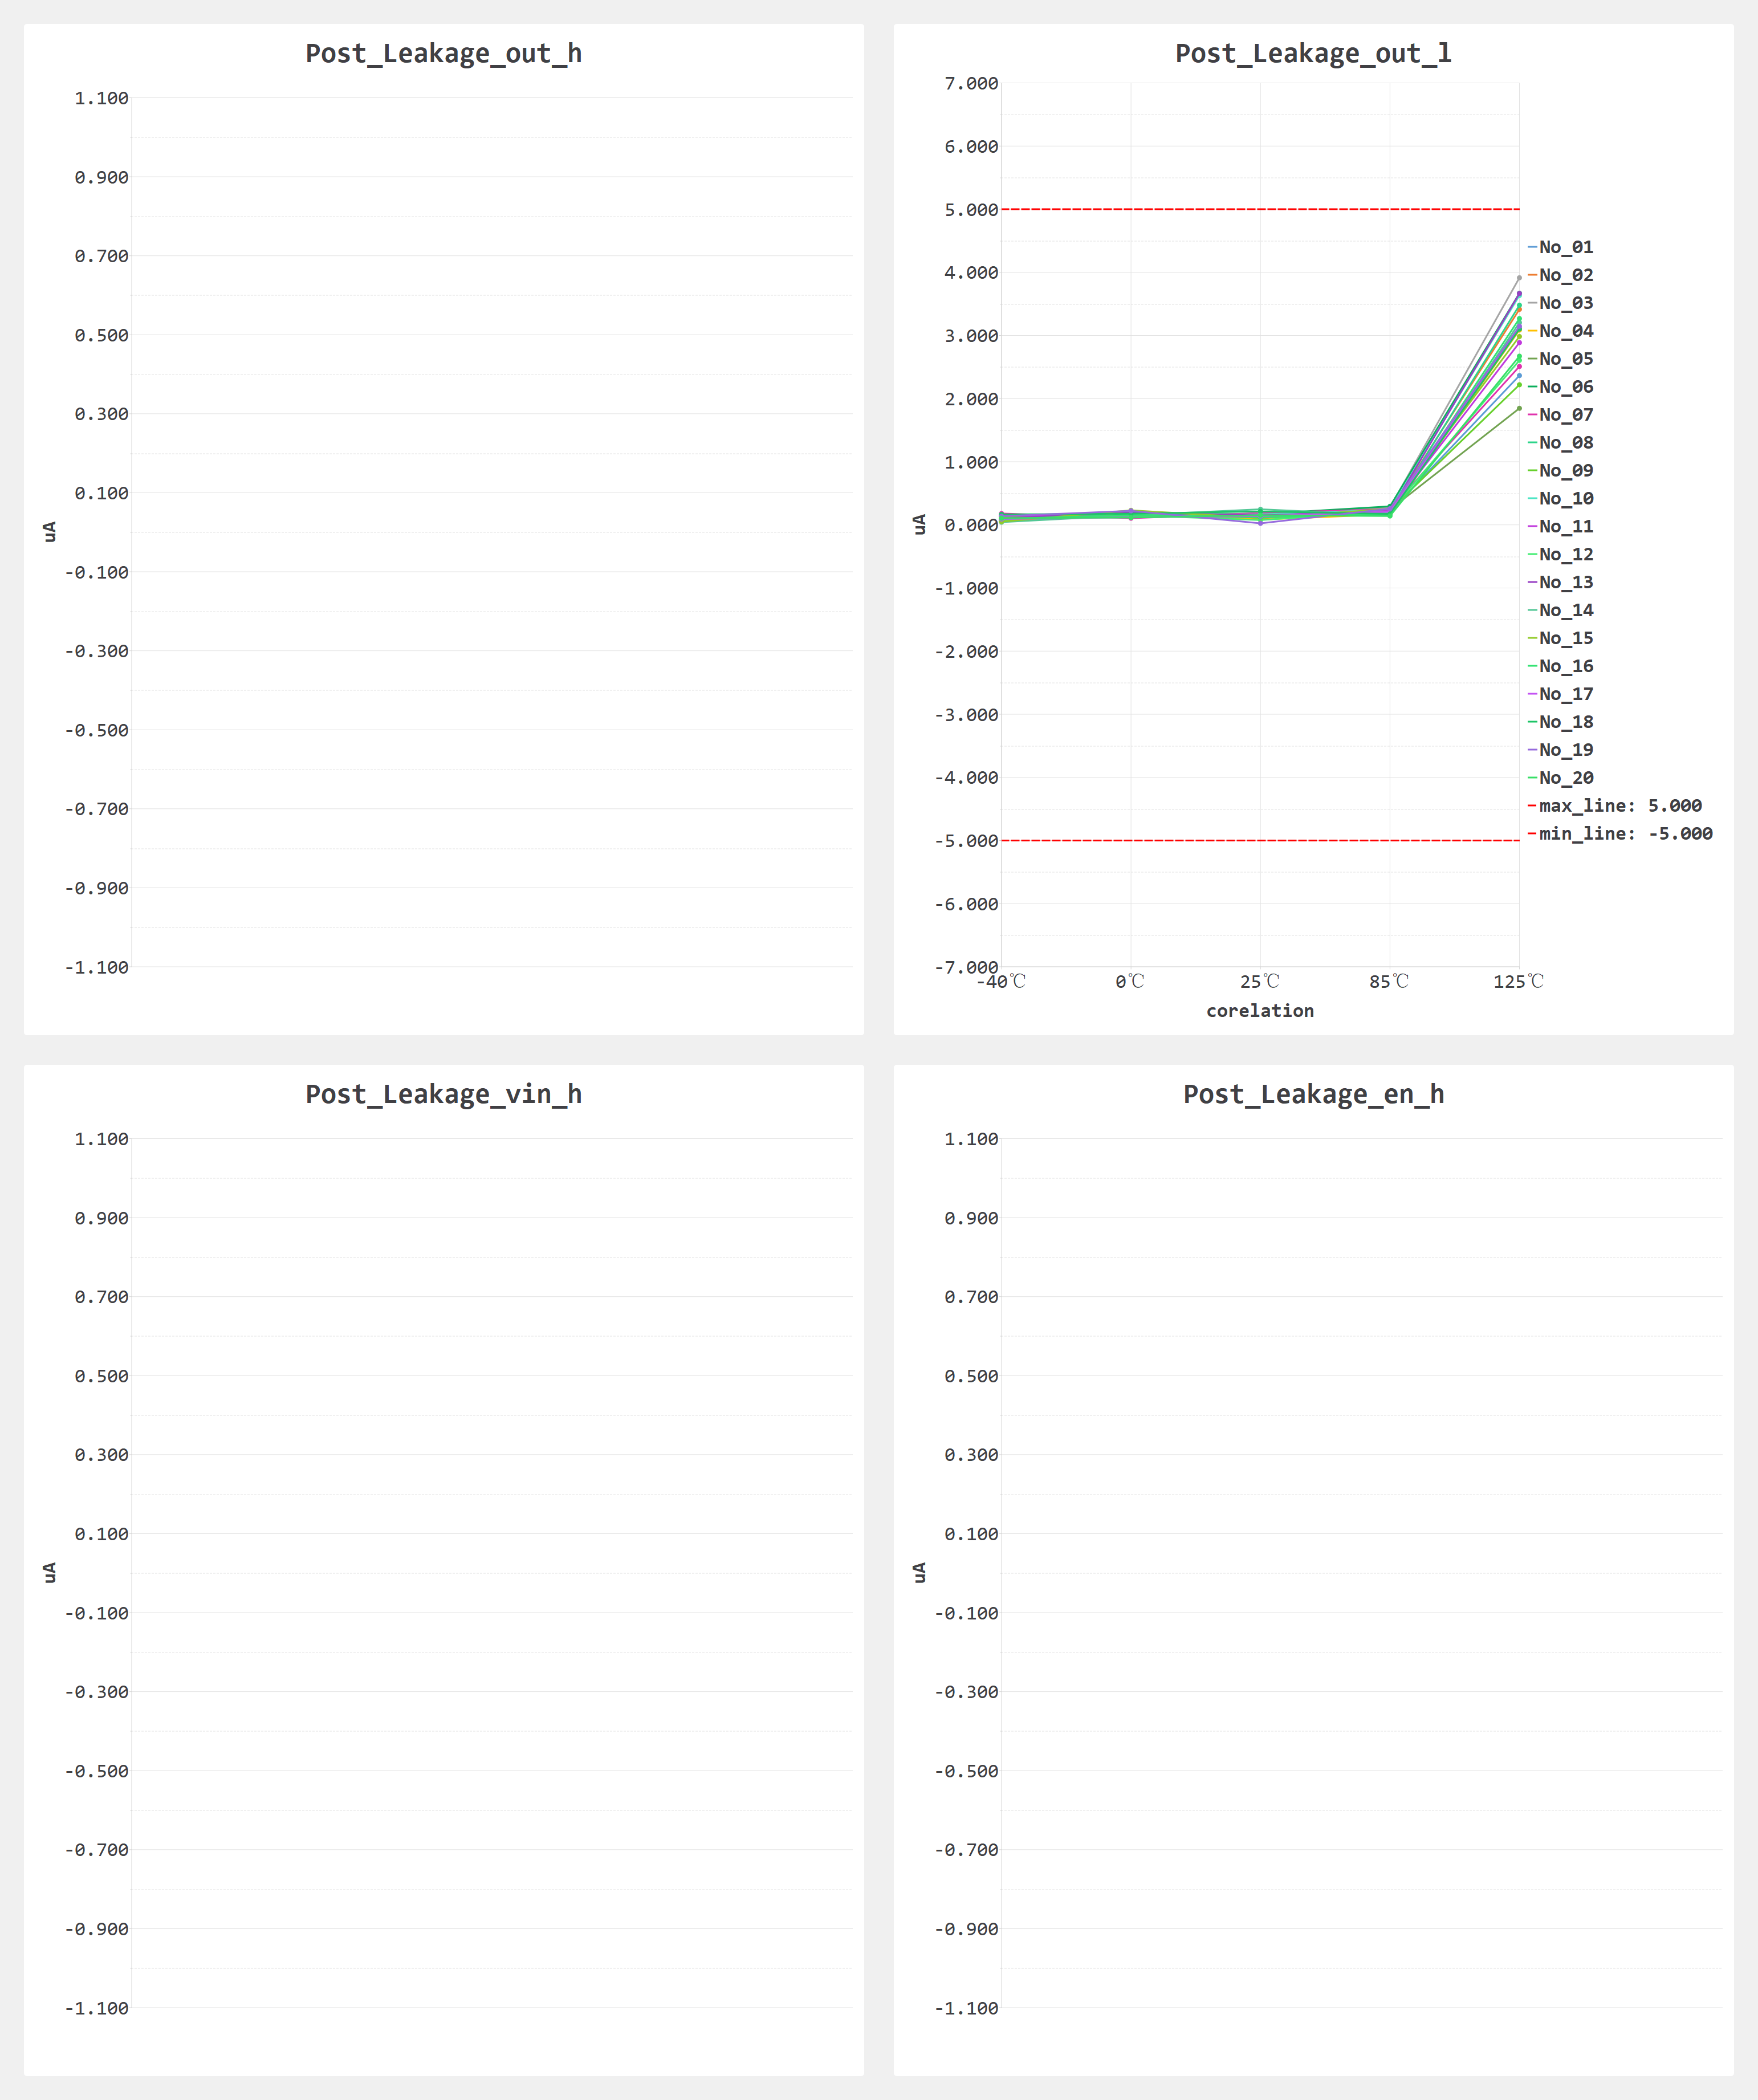 Post_Leakage_out_h
1.100
0.900
0.700
0.500
0.300
0.100
-0.100
-0.300
-0.500
-0.700
-0.900
-1.100
uA
Post_Leakage_out_l
7.000
6.000
5.000
4.000
3.000
2.000
1.000
0.000
-1.000
-2.000
-3.000
-4.000
-5.000
-6.000
-7.000
uA
-40℃ 0℃ 25℃ 85℃ 125℃
corelation
No_01
No_02
No_03
No_04
No_05
No_06
No_07
No_08
No_09
No_10
No_11
No_12
No_13
No_14
No_15
No_16
No_17
No_18
No_19
No_20
max_line: 5.000
min_line: -5.000
Post_Leakage_vin_h
1.100
0.900
0.700
0.500
0.300
0.100
-0.100
-0.300
-0.500
-0.700
-0.900
-1.100
uA
Post_Leakage_en_h
1.100
0.900
0.700
0.500
0.300
0.100
-0.100
-0.300
-0.500
-0.700
-0.900
-1.100
uA